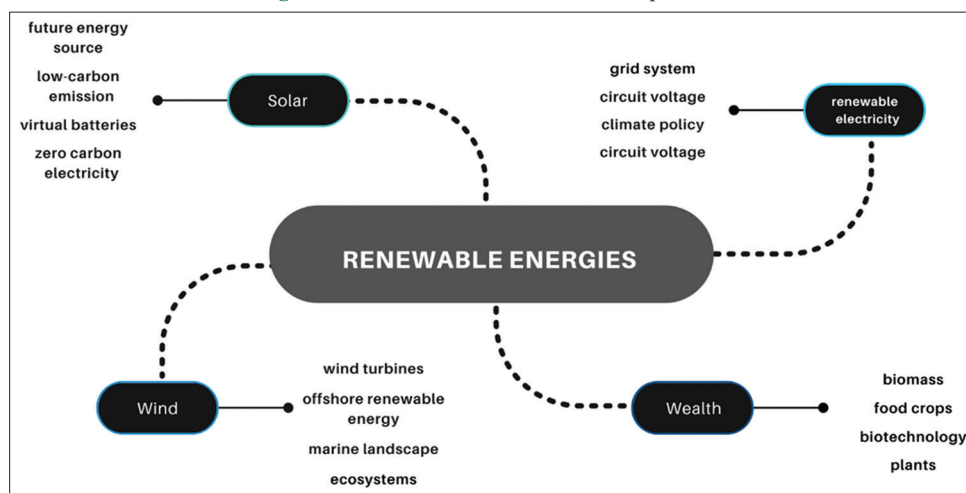 future energy
source
low-carbon
emission
virtual batteries
zero carbon
electricity
Solar
grid system
circuit voltage
climate policy
circuit voltage
renewable
electricity
RENEWABLE ENERGIES
Wind
wind turbines
offshore renewable
energy
marine landscape
ecosystems
Wealth
biomass
food crops
biotechnology
plants